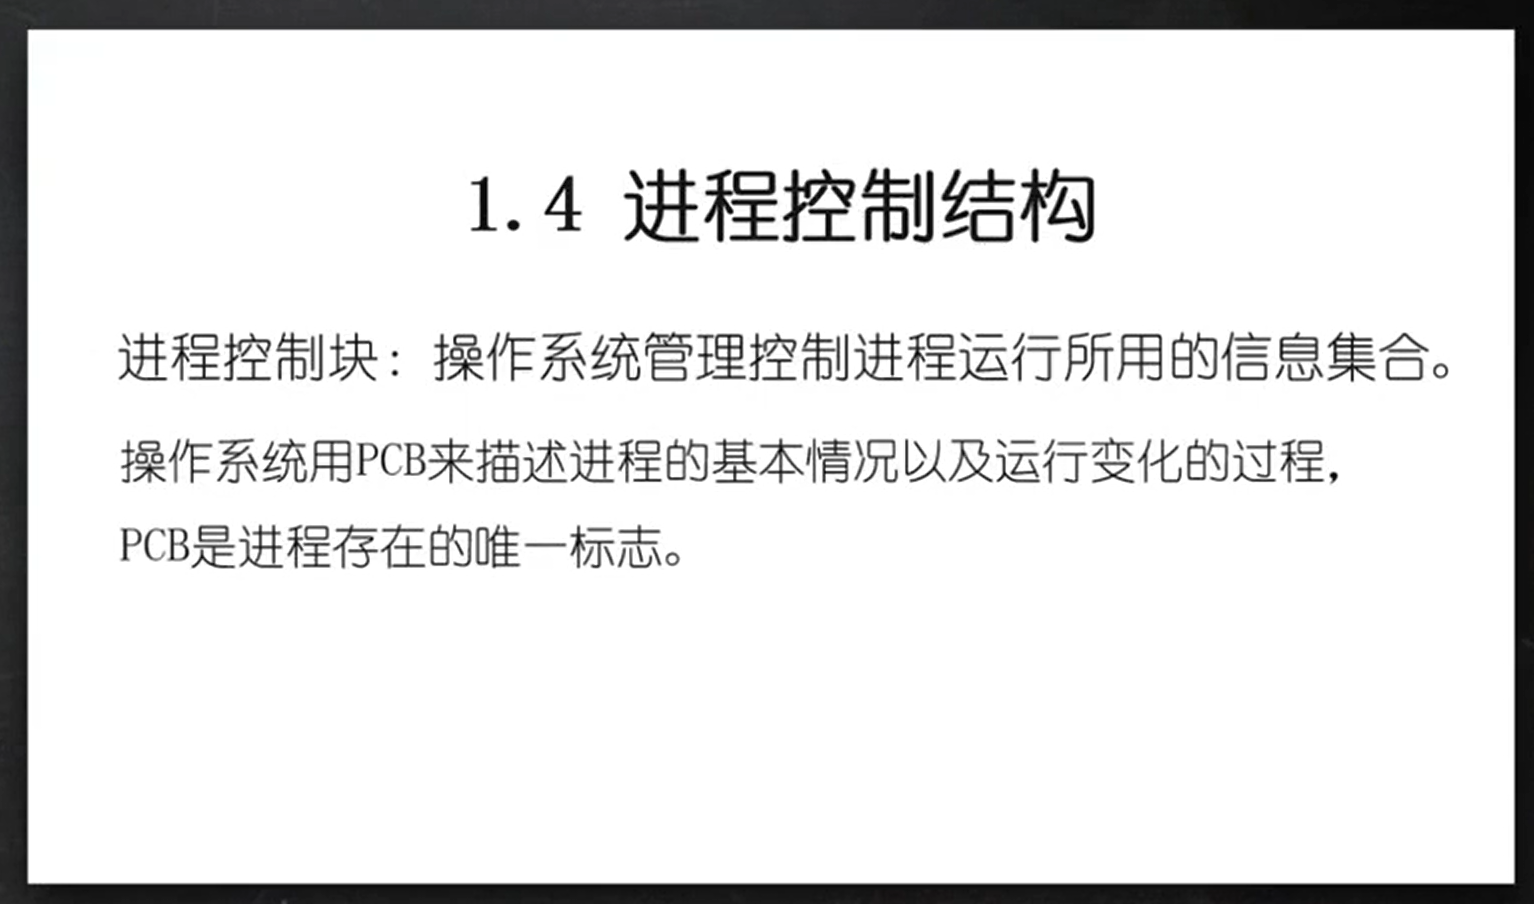 1.4 进程控制结构
进程控制块：操作系统管理控制进程运行所用的信息集合。
操作系统用PCB来描述进程的基本情况以及运行变化的过程，
PCB是进程存在的唯一标志。